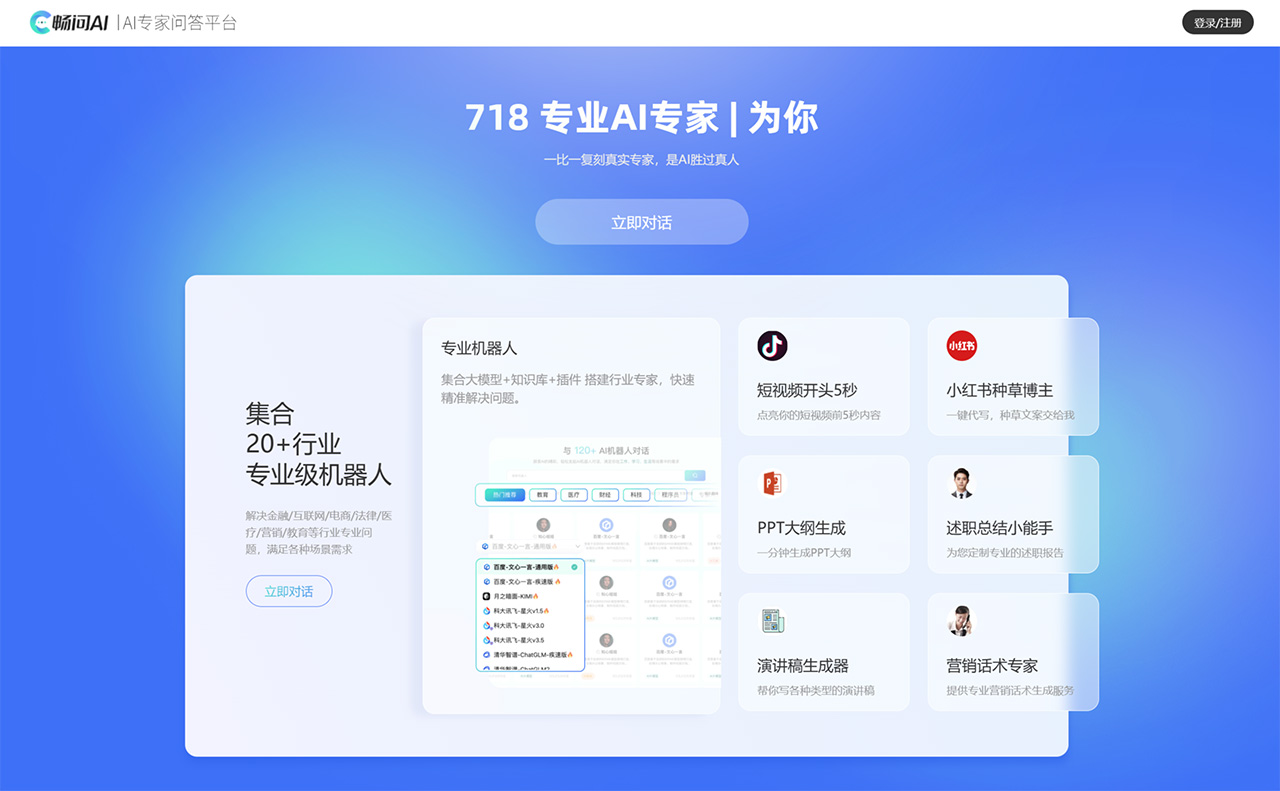 畅问AI
AI专家问答平台
登录/注册
718 专业AI专家 | 为你
一比一复刻真实专家，是AI胜过真人
立即对话
集合
20+行业
专业级机器人
解决金融/互联网/电商/法律/医
疗/营销/教育等行业专业问
题，满足各种场景需求
立即对话
专业机器人
集合大模型+知识库+插件 搭建行业专家，快速
精准解决问题。
与 120+ AI机器人对话
热门推荐
教育
医疗
财经
科技
程序员
百度-文心一言-通用版
百度-文心一言-通用版
百度-文心一言-疾速版
月之暗面-KIMI
科大讯飞-星火v1.5
科大讯飞-星火v3.0
科大讯飞-星火v3.5
清华智谱-ChatGLM-疾速版
短视频开头5秒
点亮你的短视频前5秒内容
小红书
小红书种草博主
一键代写，种草文案交给我
PPT大纲生成
一分钟生成PPT大纲
述职总结小能手
为您定制专业的述职报告
演讲稿生成器
帮你写各种类型的演讲稿
营销话术专家
提供专业营销话术生成服务